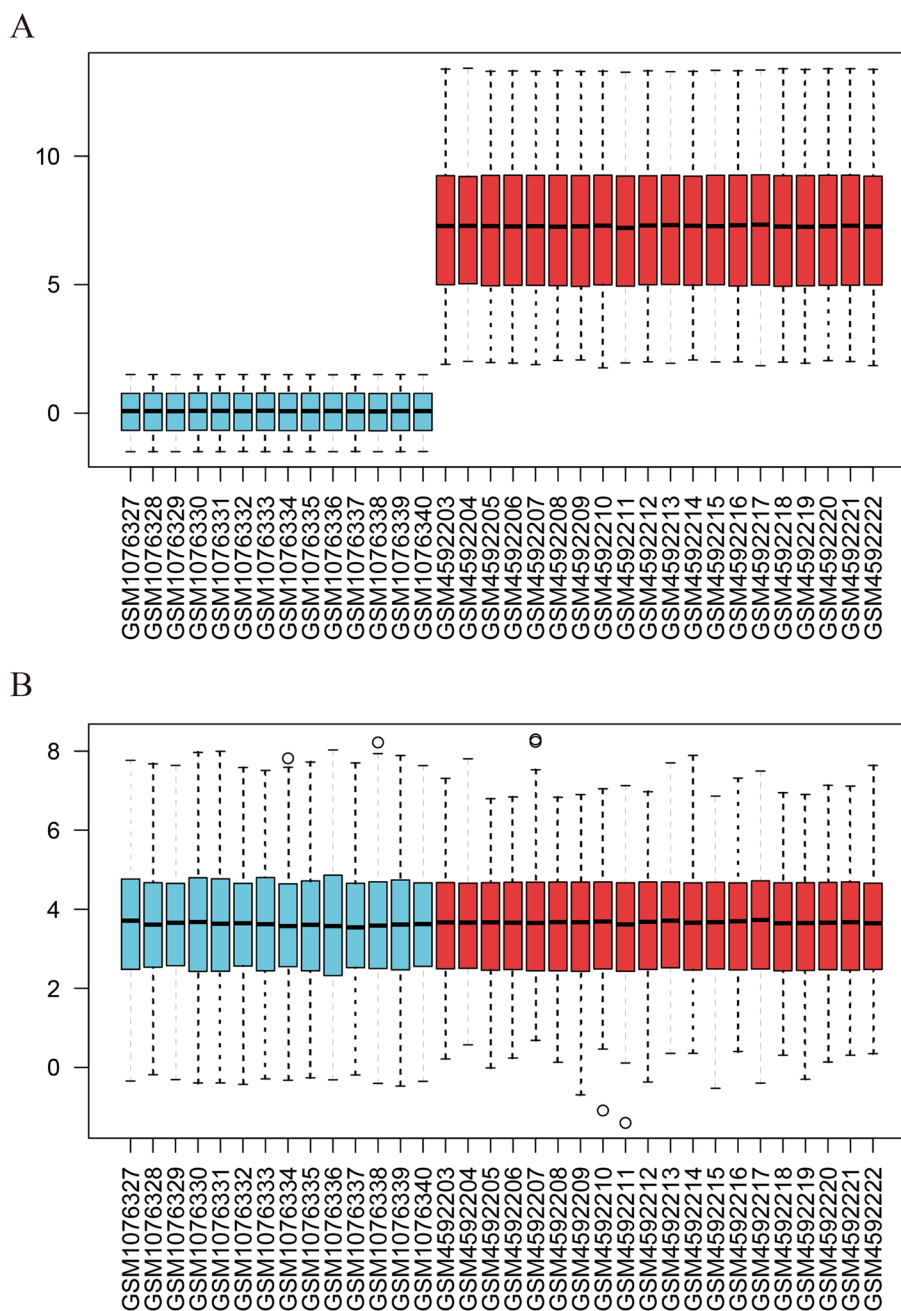 A
10
5
0
GSM1076327
GSM1076328
GSM1076329
GSM1076330
GSM1076331
GSM1076332
GSM1076333
GSM1076334
GSM1076335
GSM1076336
GSM1076337
GSM1076338
GSM1076339
GSM1076340
GSM4592203
GSM4592204
GSM4592205
GSM4592206
GSM4592207
GSM4592208
GSM4592209
GSM4592210
GSM4592211
GSM4592212
GSM4592213
GSM4592214
GSM4592215
GSM4592216
GSM4592217
GSM4592218
GSM4592219
GSM4592220
GSM4592221
GSM4592222
B
8
6
4
2
0
GSM1076327
GSM1076328
GSM1076329
GSM1076330
GSM1076331
GSM1076332
GSM1076333
GSM1076334
GSM1076335
GSM1076336
GSM1076337
GSM1076338
GSM1076339
GSM1076340
GSM4592203
GSM4592204
GSM4592205
GSM4592206
GSM4592207
GSM4592208
GSM4592209
GSM4592210
GSM4592211
GSM4592212
GSM4592213
GSM4592214
GSM4592215
GSM4592216
GSM4592217
GSM4592218
GSM4592219
GSM4592220
GSM4592221
GSM4592222